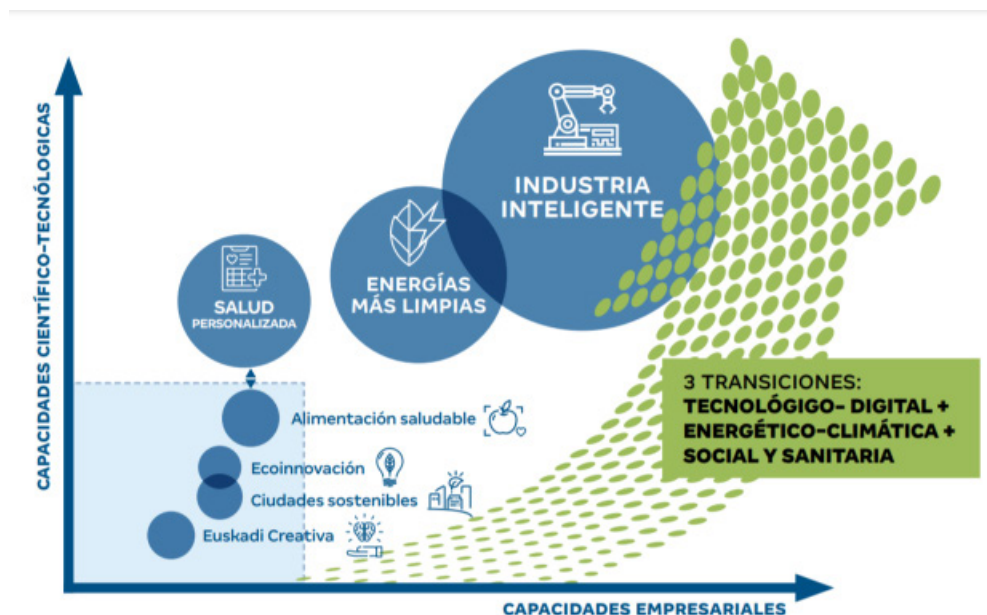 CAPACIDADES CIENTÍFICO-TECNÓLOGICAS
INDUSTRIA
INTELIGENTE
ENERGÍAS
MÁS LIMPIAS
SALUD
PERSONALIZADA
3 TRANSICIONES:
TECNOLÓGIGO- DIGITAL +
ENERGÉTICO-CLIMÁTICA +
SOCIAL Y SANITARIA
Alimentación saludable
Ecoinnovación
Ciudades sostenibles
Euskadi Creativa
CAPACIDADES EMPRESARIALES